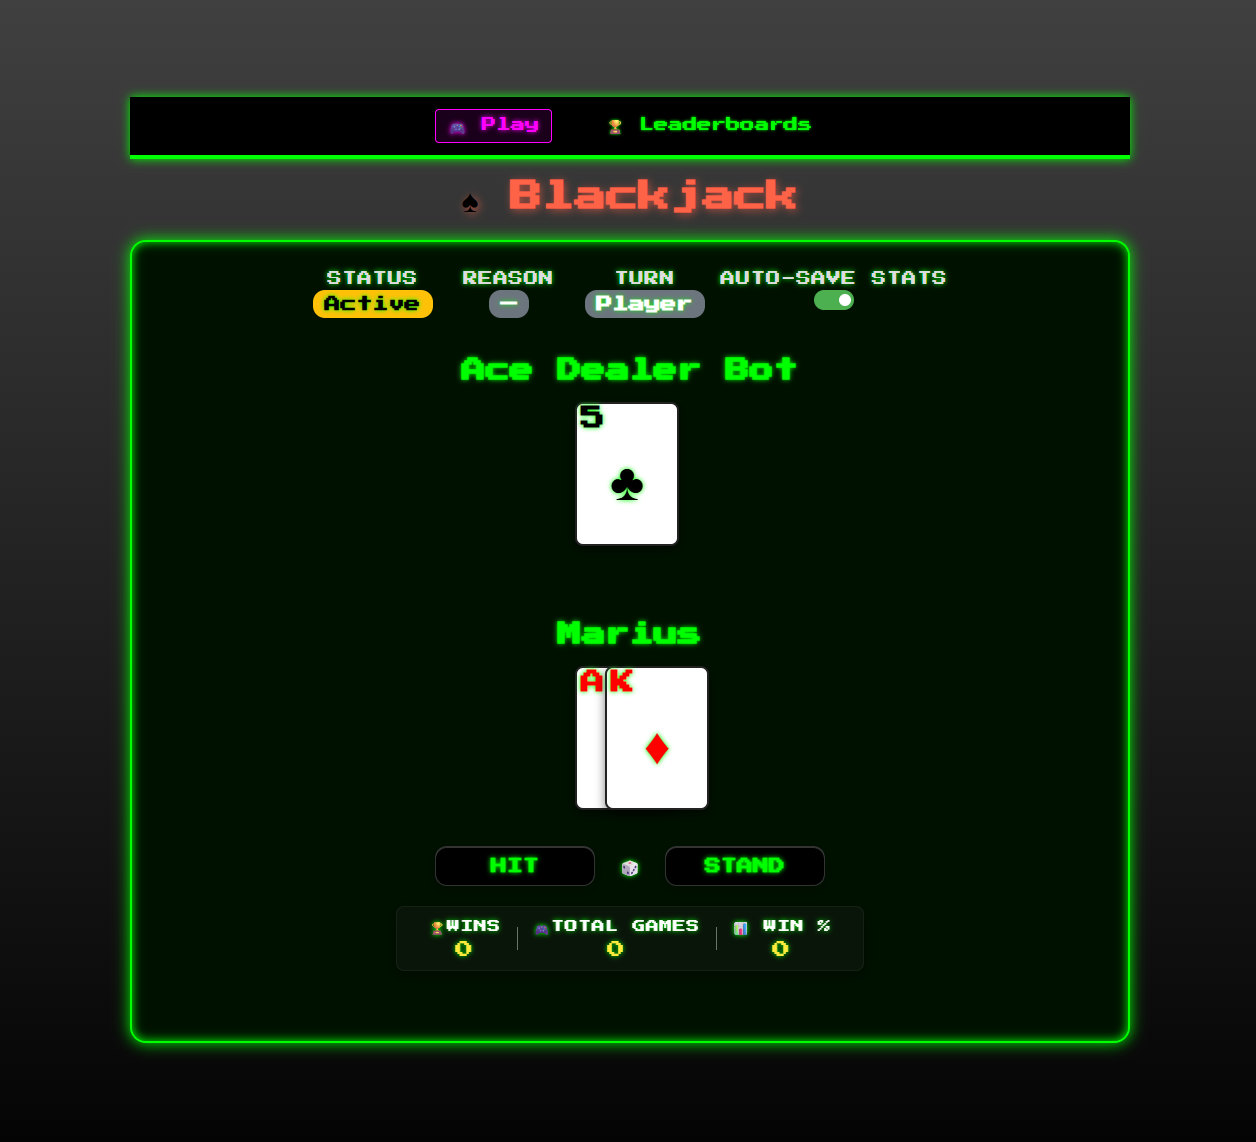 🎮 Play 🏆 Leaderboards
♠ Blackjack
STATUS REASON TURN AUTO-SAVE STATS
Active — Player
Ace Dealer Bot
5
♣
Marius
A K
♦
HIT 🎲 STAND
🏆WINS 🎮TOTAL GAMES 📊 WIN %
0 0 0